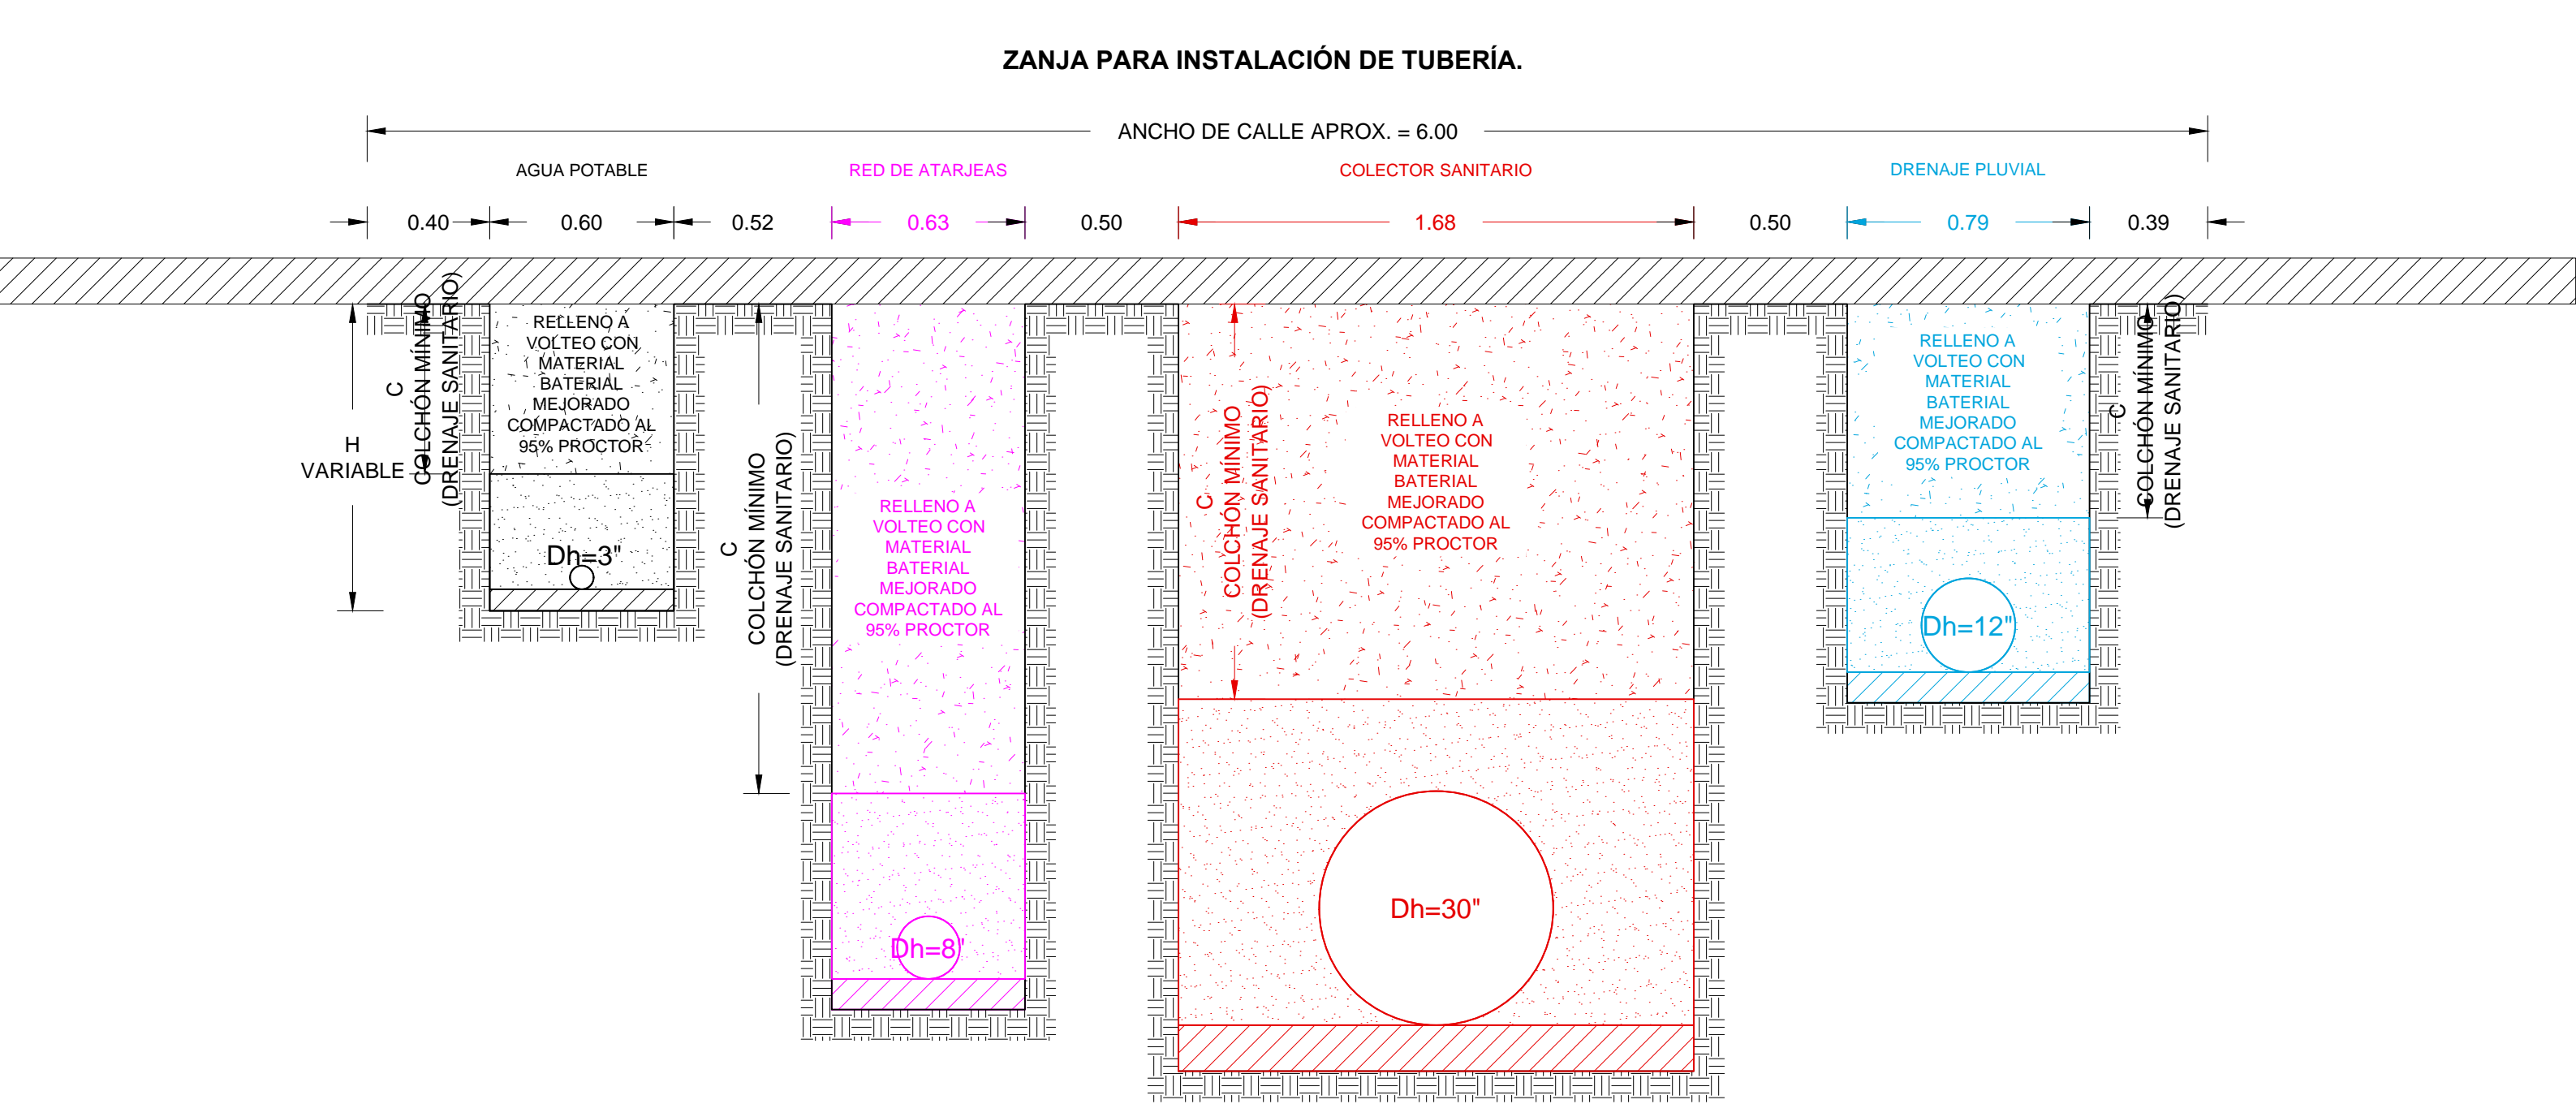 ZANJA PARA INSTALACIÓN DE TUBERÍA.
ANCHO DE CALLE APROX. = 6.00
AGUA POTABLE
RED DE ATARJEAS
COLECTOR SANITARIO
DRENAJE PLUVIAL
0.40
0.60
0.52
0.63
0.50
1.68
0.50
0.79
0.39
H
VARIABLE
C
COLCHÓN MÍNIMO
(DRENAJE SANITARIO)
RELLENO A
VOLTEO CON
MATERIAL
BATERIAL
MEJORADO
COMPACTADO AL
95% PROCTOR
Dh=3"
C
COLCHÓN MÍNIMO
(DRENAJE SANITARIO)
RELLENO A
VOLTEO CON
MATERIAL
BATERIAL
MEJORADO
COMPACTADO AL
95% PROCTOR
Dh=8"
C
COLCHÓN MÍNIMO
(DRENAJE SANITARIO)
RELLENO A
VOLTEO CON
MATERIAL
BATERIAL
MEJORADO
COMPACTADO AL
95% PROCTOR
Dh=30"
RELLENO A
VOLTEO CON
MATERIAL
BATERIAL
MEJORADO
COMPACTADO AL
95% PROCTOR
Dh=12"
C
COLCHÓN MÍNIMO
(DRENAJE SANITARIO)